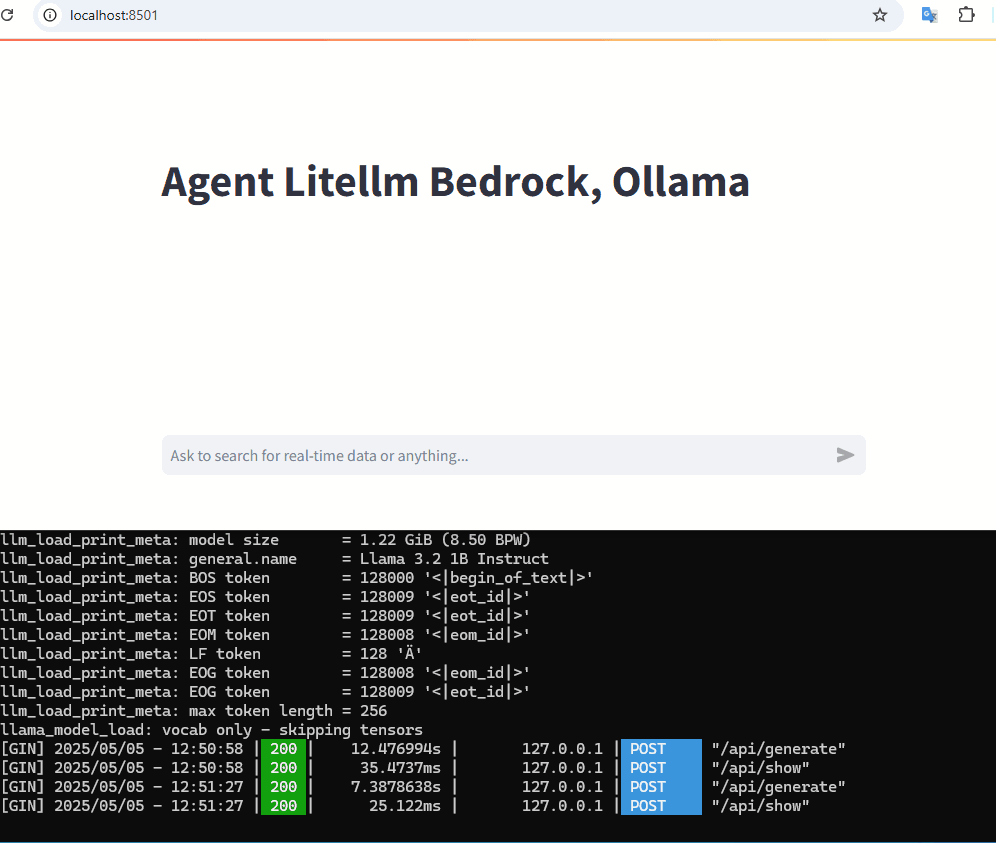 localhost:8501
Agent Litellm Bedrock, Ollama
Ask to search for real-time data or anything...
llm_load_print_meta: model size       = 1.22 GiB (8.50 BPW)
llm_load_print_meta: general.name     = Llama 3.2 1B Instruct
llm_load_print_meta: BOS token        = 128000 '<|begin_of_text|>'
llm_load_print_meta: EOS token        = 128009 '<|eot_id|>'
llm_load_print_meta: EOT token        = 128009 '<|eot_id|>'
llm_load_print_meta: EOM token        = 128008 '<|eom_id|>'
llm_load_print_meta: LF token         = 128 'Ä'
llm_load_print_meta: EOG token        = 128008 '<|eom_id|>'
llm_load_print_meta: EOG token        = 128009 '<|eot_id|>'
llm_load_print_meta: max token length = 256
llama_model_load: vocab only - skipping tensors
[GIN] 2025/05/05 - 12:50:58 | 200 |    12.476994s |       127.0.0.1 | POST     "/api/generate"
[GIN] 2025/05/05 - 12:50:58 | 200 |     35.4737ms |       127.0.0.1 | POST     "/api/show"
[GIN] 2025/05/05 - 12:51:27 | 200 |    7.3878638s |       127.0.0.1 | POST     "/api/generate"
[GIN] 2025/05/05 - 12:51:27 | 200 |      25.122ms |       127.0.0.1 | POST     "/api/show"